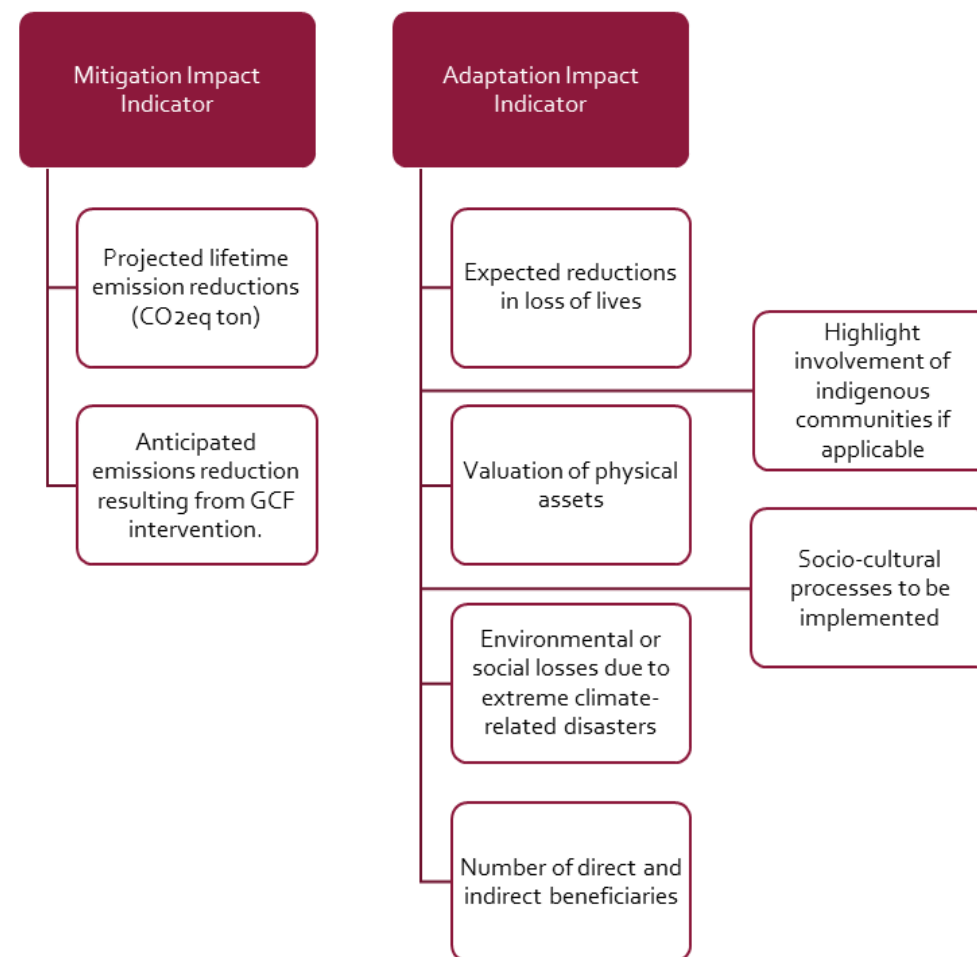 Mitigation Impact
Indicator
Projected lifetime
emission reductions
(CO2eq ton)
Anticipated
emissions reduction
resulting from GCF
intervention.
Adaptation Impact
Indicator
Expected reductions
in loss of lives
Highlight
involvement of
indigenous
communities if
applicable
Valuation of physical
assets
Socio-cultural
processes to be
implemented
Environmental or
social losses due to
extreme climate-
related disasters
Number of direct and
indirect beneficiaries